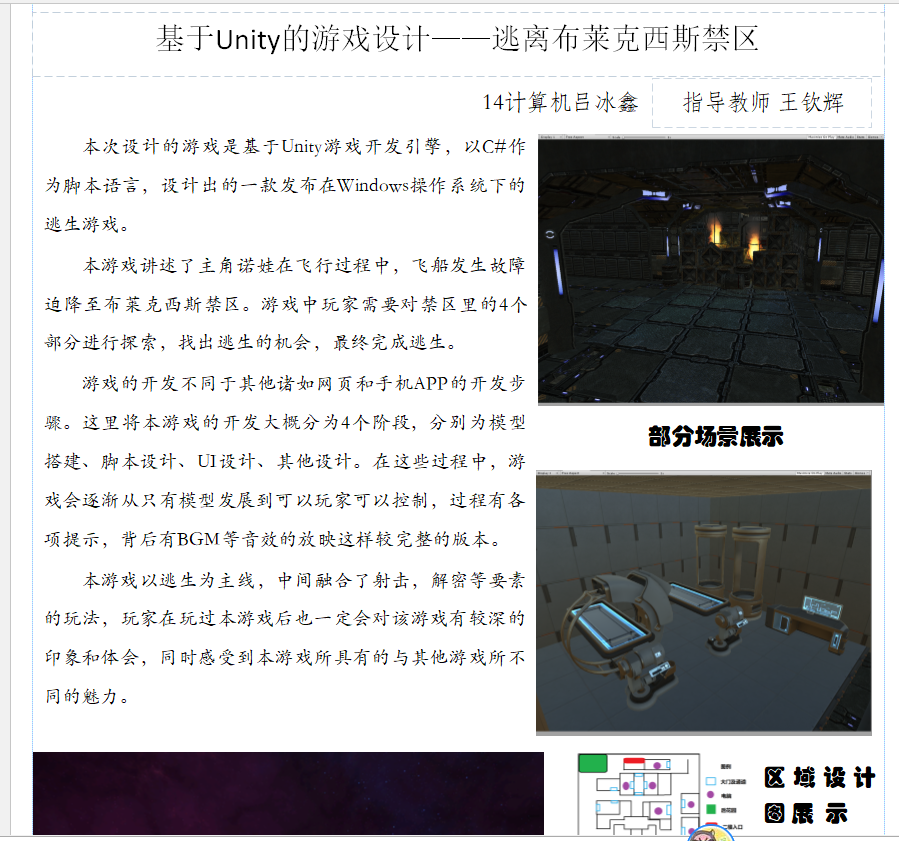 基于Unity的游戏设计——逃离布莱克西斯禁区
14计算机吕冰鑫
指导教师 王钦辉
本次设计的游戏是基于Unity游戏开发引擎，以C#作
为脚本语言，设计出的一款发布在Windows操作系统下的
逃生游戏。
本游戏讲述了主角诺娃在飞行过程中，飞船发生故障
迫降至布莱克西斯禁区。游戏中玩家需要对禁区里的4个
部分进行探索，找出逃生的机会，最终完成逃生。
游戏的开发不同于其他诸如网页和手机APP的开发步
骤。这里将本游戏的开发大概分为4个阶段，分别为模型
搭建、脚本设计、UI设计、其他设计。在这些过程中，游
戏会逐渐从只有模型发展到可以玩家可以控制，过程有各
项提示，背后有BGM等音效的放映这样较完整的版本。
本游戏以逃生为主线，中间融合了射击，解密等要素
的玩法，玩家在玩过本游戏后也一定会对该游戏有较深的
印象和体会，同时感受到本游戏所具有的与其他游戏所不
同的魅力。
部分场景展示
图例
大门及通道
电脑
二楼入口
区域设计
图展示